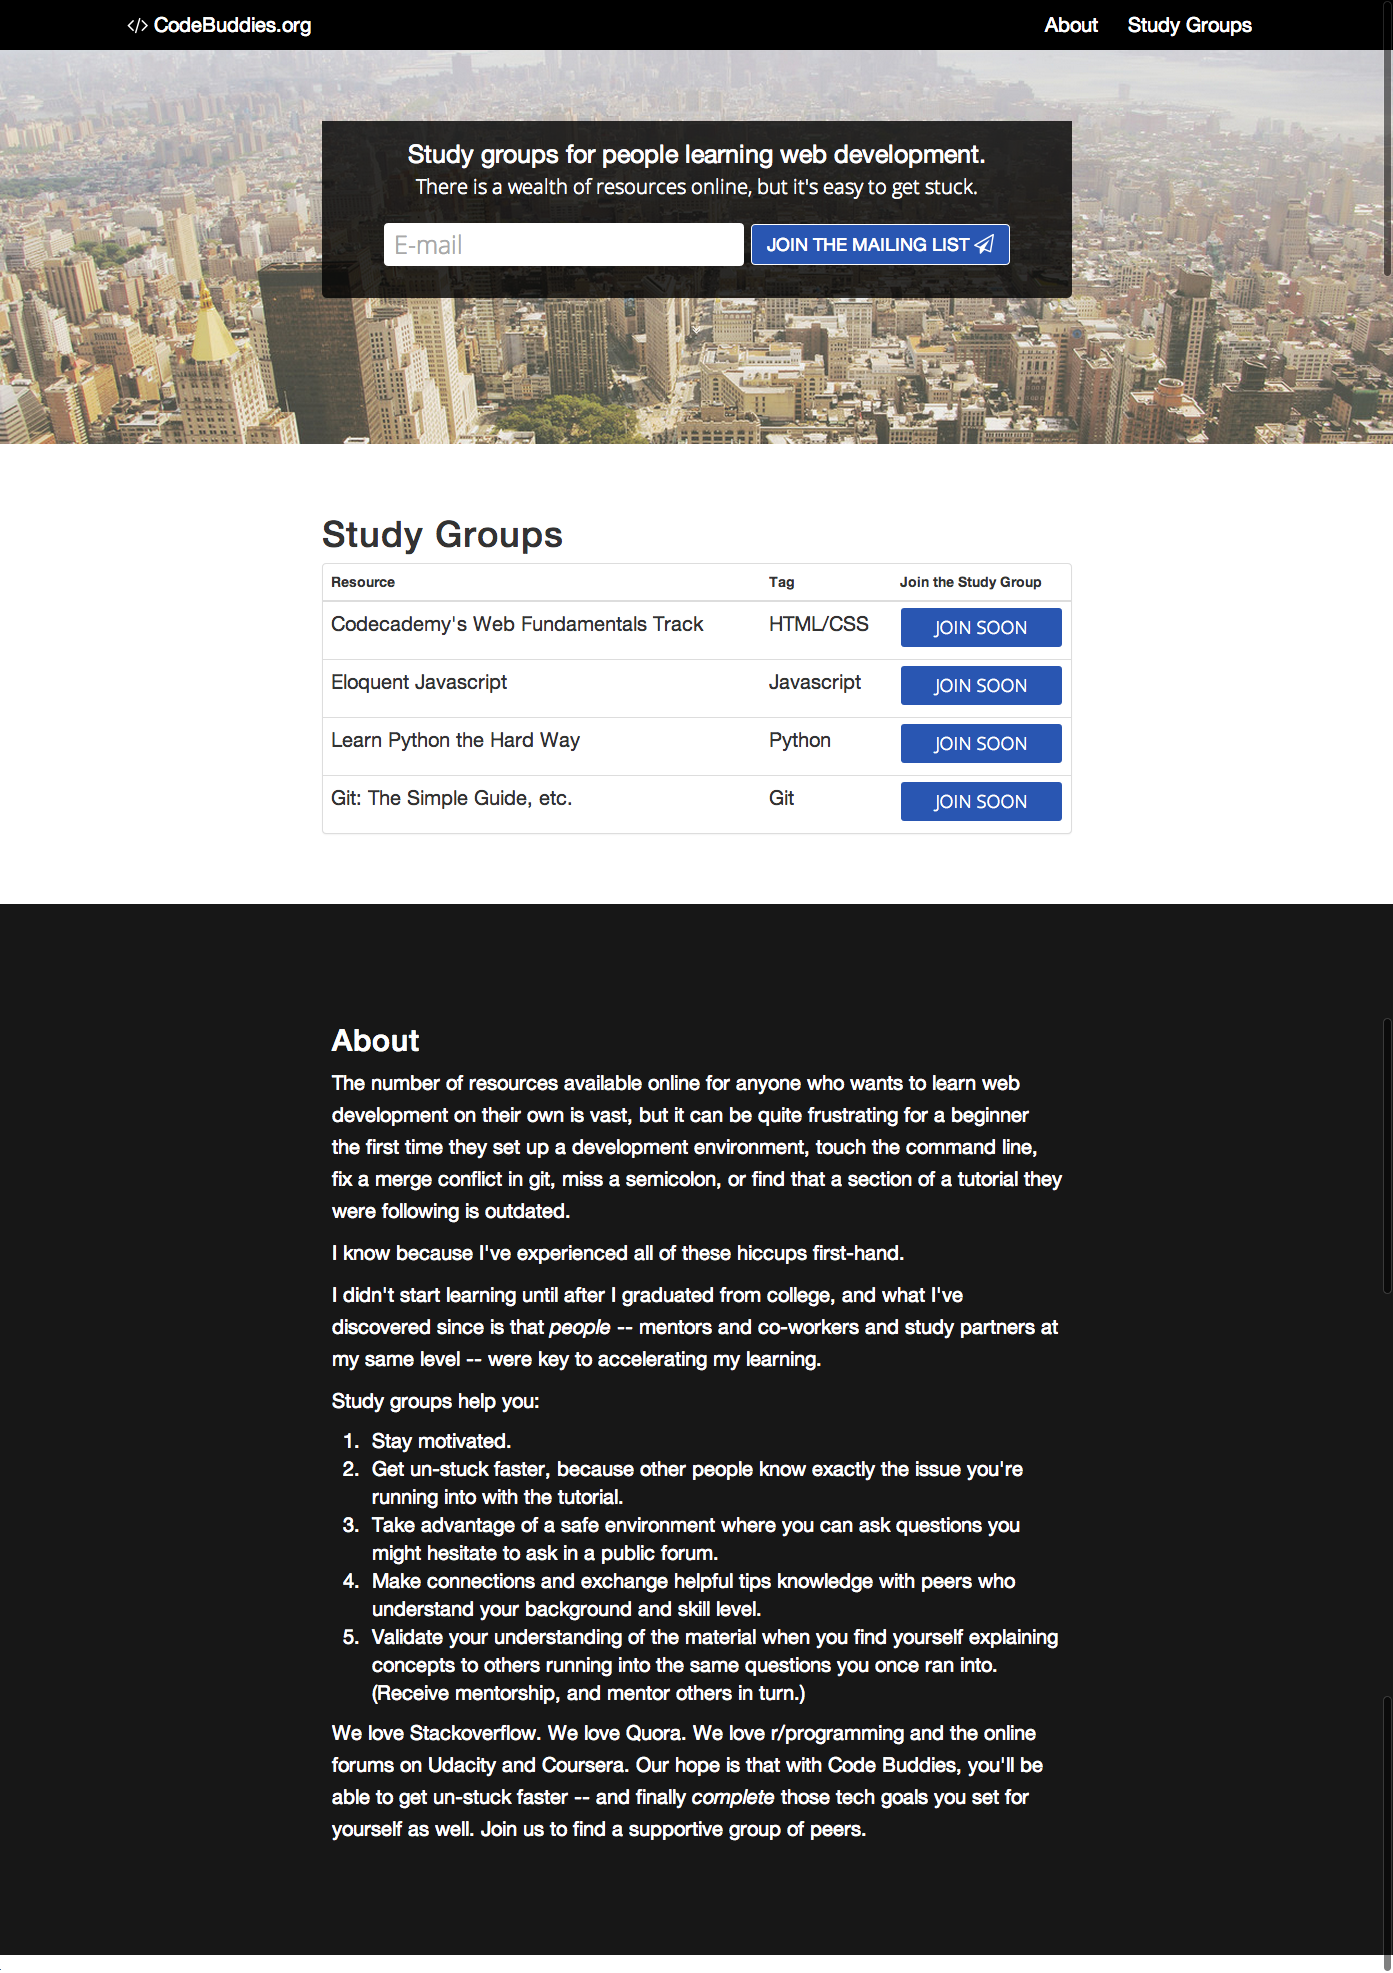 </> CodeBuddies.org About Study Groups
Study groups for people learning web development.
There is a wealth of resources online, but it's easy to get stuck.
E-mail JOIN THE MAILING LIST
Study Groups
Resource Tag Join the Study Group
Codecademy's Web Fundamentals Track HTML/CSS JOIN SOON
Eloquent Javascript Javascript JOIN SOON
Learn Python the Hard Way Python JOIN SOON
Git: The Simple Guide, etc. Git JOIN SOON
About
The number of resources available online for anyone who wants to learn web
development on their own is vast, but it can be quite frustrating for a beginner
the first time they set up a development environment, touch the command line,
fix a merge conflict in git, miss a semicolon, or find that a section of a tutorial they
were following is outdated.
I know because I've experienced all of these hiccups first-hand.
I didn't start learning until after I graduated from college, and what I've
discovered since is that people -- mentors and co-workers and study partners at
my same level -- were key to accelerating my learning.
Study groups help you:
1. Stay motivated.
2. Get un-stuck faster, because other people know exactly the issue you're
running into with the tutorial.
3. Take advantage of a safe environment where you can ask questions you
might hesitate to ask in a public forum.
4. Make connections and exchange helpful tips knowledge with peers who
understand your background and skill level.
5. Validate your understanding of the material when you find yourself explaining
concepts to others running into the same questions you once ran into.
(Receive mentorship, and mentor others in turn.)
We love Stackoverflow. We love Quora. We love r/programming and the online
forums on Udacity and Coursera. Our hope is that with Code Buddies, you'll be
able to get un-stuck faster -- and finally complete those tech goals you set for
yourself as well. Join us to find a supportive group of peers.